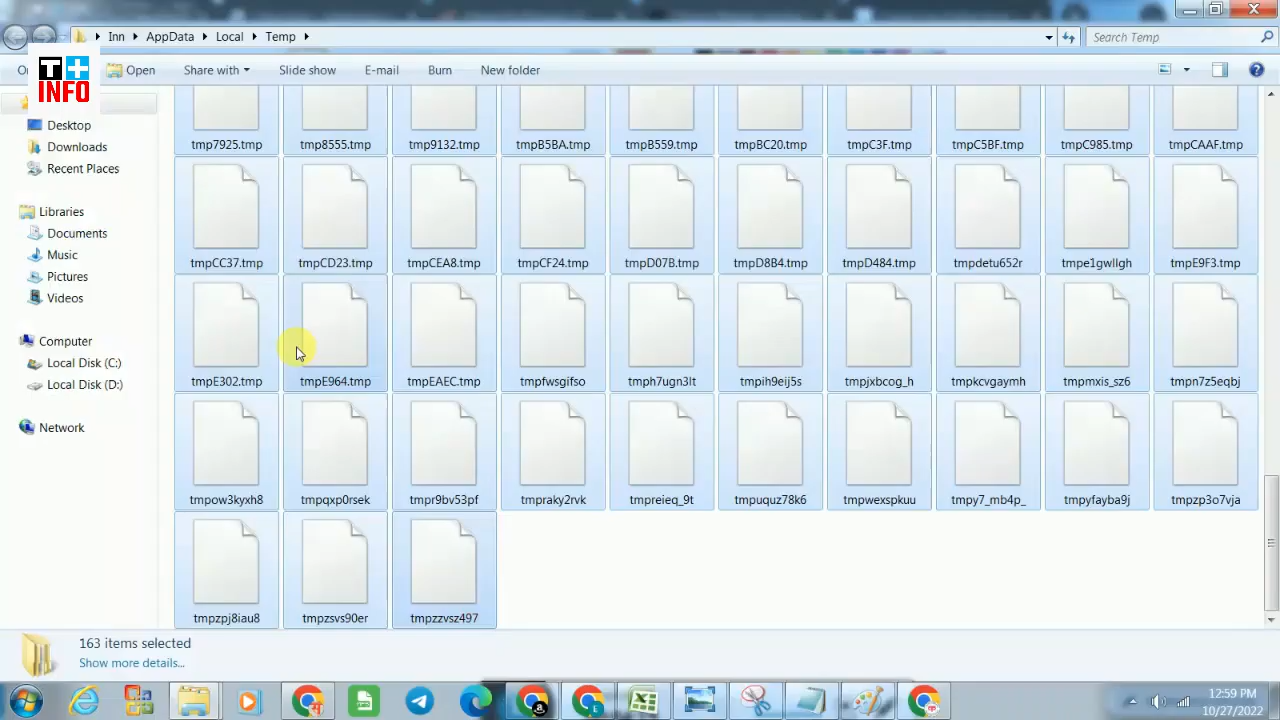 Inn
AppData
Local
Temp
Search Temp
T+
INFO
Open
Share with
Slide show
E-mail
Burn
New folder
Desktop
Downloads
Recent Places
Libraries
Documents
Music
Pictures
Videos
Computer
Local Disk (C:)
Local Disk (D:)
Network
tmp7925.tmp tmp8555.tmp tmp9132.tmp tmpB5BA.tmp tmpB559.tmp tmpBC20.tmp tmpC3F.tmp tmpC5BF.tmp tmpC985.tmp tmpCAAF.tmp
tmpCC37.tmp tmpCD23.tmp tmpCEA8.tmp tmpCF24.tmp tmpD07B.tmp tmpD8B4.tmp tmpD484.tmp tmpdetu652r tmpe1gwllgh tmpE9F3.tmp
tmpE302.tmp tmpE964.tmp tmpEAEC.tmp tmpfwsgifso tmph7ugn3lt tmpih9eij5s tmpjxbcog_h tmpkcvgaymh tmpmxis_sz6 tmpn7z5eqbj
tmpow3kyxh8 tmpqxp0rsek tmpr9bv53pf tmpraky2rvk tmpreieq_9t tmpuquz78k6 tmpwexspkuu tmpy7_mb4p_ tmpyfayba9j tmpzp3o7vja
tmpzpj8iau8 tmpzsvs90er tmpzzvsz497
163 items selected
Show more details...
12:59 PM
10/27/2022